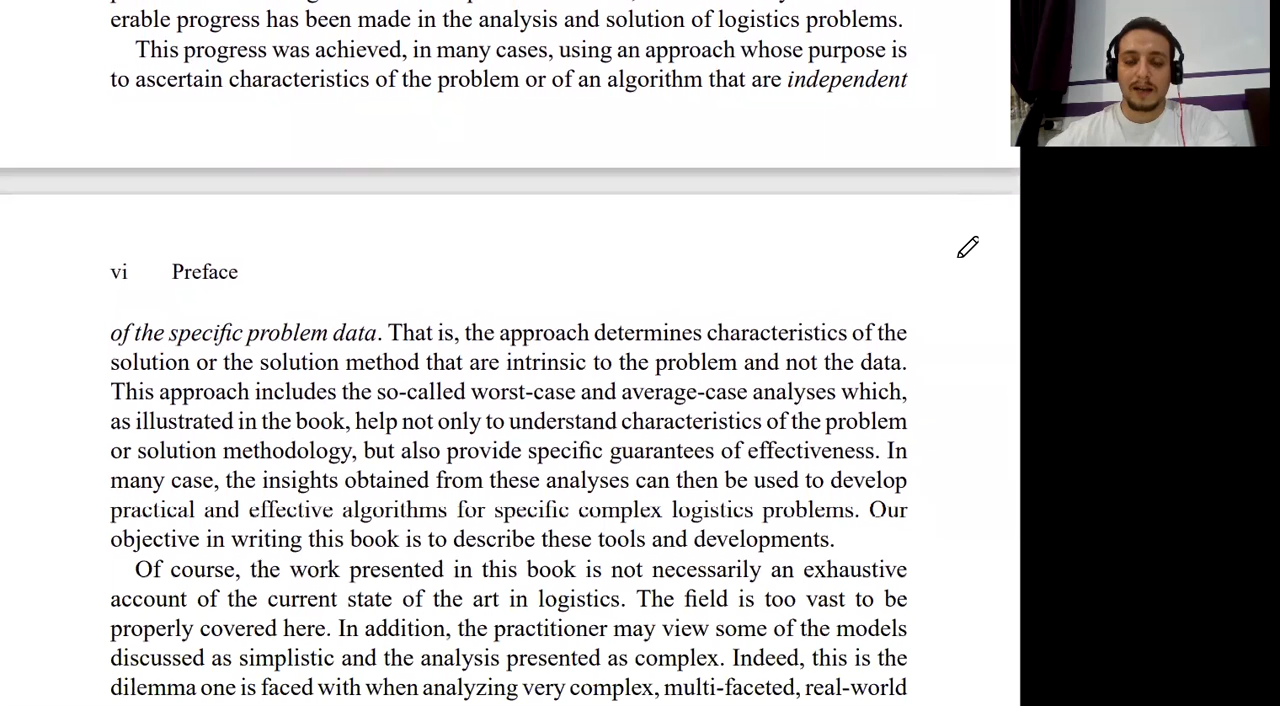 erable progress has been made in the analysis and solution of logistics problems.
This progress was achieved, in many cases, using an approach whose purpose is
to ascertain characteristics of the problem or of an algorithm that are independent
vi Preface
of the specific problem data. That is, the approach determines characteristics of the
solution or the solution method that are intrinsic to the problem and not the data.
This approach includes the so-called worst-case and average-case analyses which,
as illustrated in the book, help not only to understand characteristics of the problem
or solution methodology, but also provide specific guarantees of effectiveness. In
many case, the insights obtained from these analyses can then be used to develop
practical and effective algorithms for specific complex logistics problems. Our
objective in writing this book is to describe these tools and developments.
Of course, the work presented in this book is not necessarily an exhaustive
account of the current state of the art in logistics. The field is too vast to be
properly covered here. In addition, the practitioner may view some of the models
discussed as simplistic and the analysis presented as complex. Indeed, this is the
dilemma one is faced with when analyzing very complex, multi-faceted, real-world